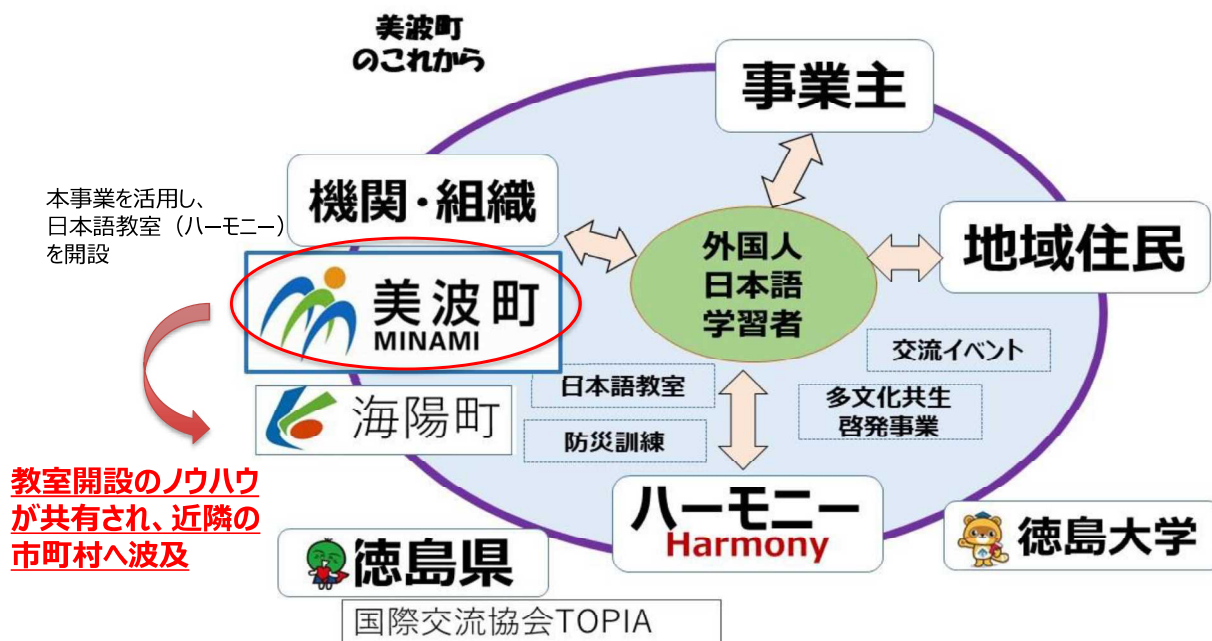 美波町
のこれから
事業主
機関・組織
本事業を活用し、
日本語教室（ハーモニー）
を開設
外国人
日本語
学習者
地域住民
美波町
MINAMI
交流イベント
日本語教室
多文化共生
啓発事業
海陽町
防災訓練
教室開設のノウハウ
が共有され、近隣の
市町村へ波及
ハーモニー
Harmony
徳島大学
徳島県
国際交流協会TOPIA